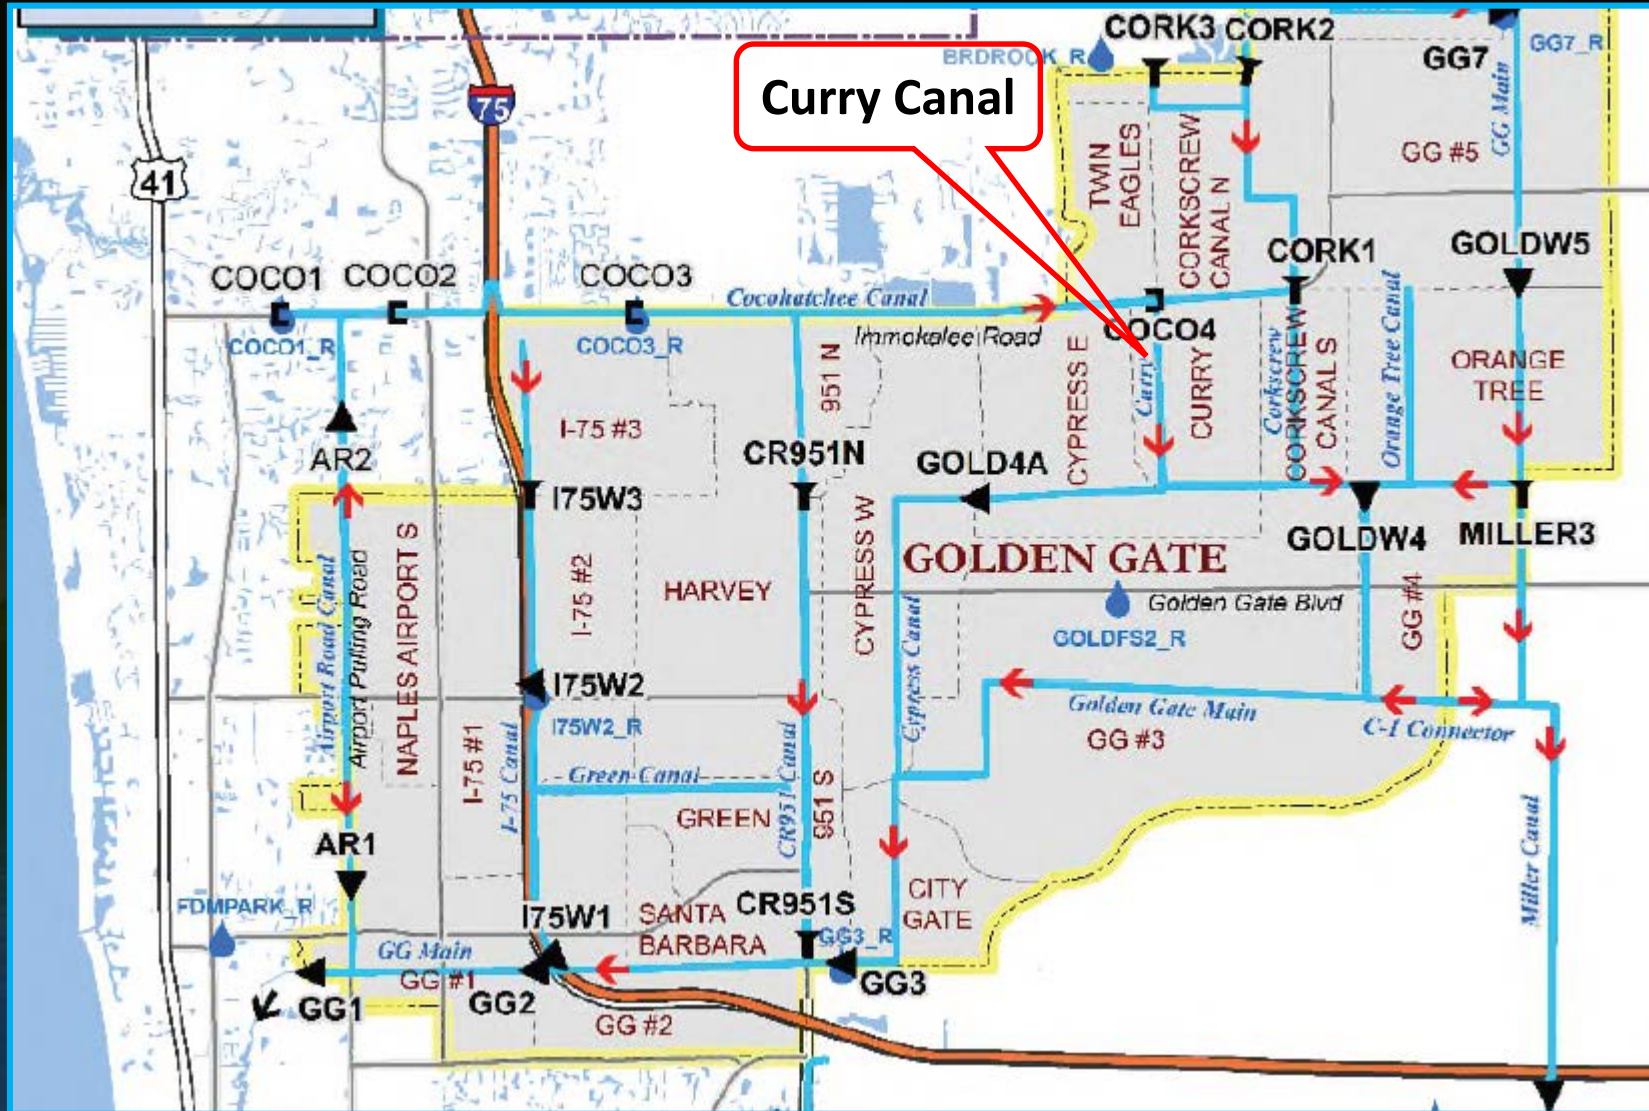 CORK3
CORK2
BRDROCK_R
GG7
GG7_R
Curry Canal
75
41
TWIN
EAGLES
CORKSCREW
CANAL N
GG #5
GG Main
COCO1
COCO2
COCO3
Cocohatchee Canal
CORK1
GOLDW5
COCO1_R
COCO3_R
Immokalee Road
COCO4
951 N
CYPRESS E
Curry
CURRY
Corkscrew
CORKSCREW
CANAL S
Orange Tree Canal
ORANGE
TREE
I-75 #3
AR2
CR951N
GOLD4A
I75W3
GOLDW4
MILLER3
Airport Road Canal
Airport Pulling Road
NAPLES AIRPORT S
I-75 #2
HARVEY
CYPRESS W
GOLDEN GATE
Golden Gate Blvd
GOLDFS2_R
GG #4
I75W2
I75W2_R
Cypress Canal
Golden Gate Main
GG #3
C-1 Connector
I-75 #1
I-75 Canal
Green Canal
GREEN
CR951 Canal
951 S
Miller Canal
AR1
FDMPARK_R
I75W1
SANTA
BARBARA
CR951S
GG3_R
CITY
GATE
GG Main
GG #1
GG1
GG2
GG #2
GG3